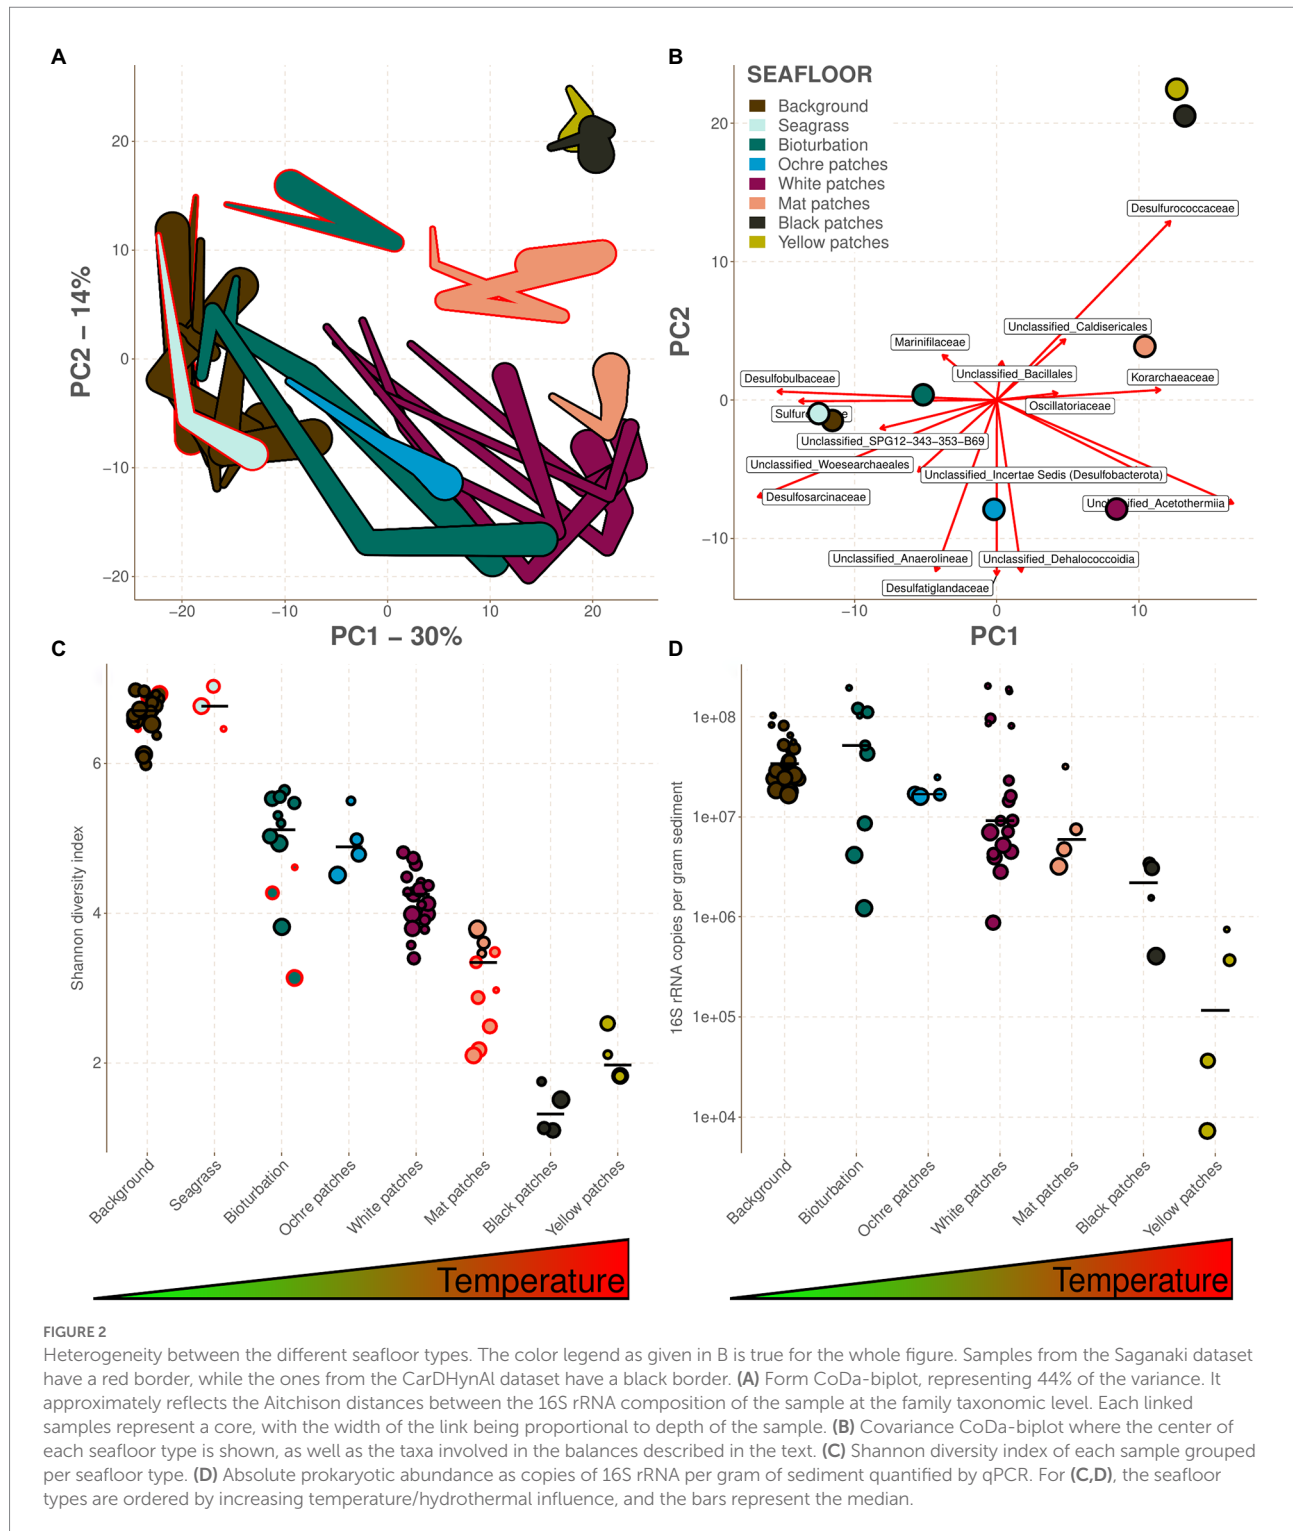 A
20
10
0
−10
−20
PC2 − 14%
−20
−10
0
10
20
PC1 − 30%
B
SEAFLOOR
Background
Seagrass
Bioturbation
Ochre patches
White patches
Mat patches
Black patches
Yellow patches
20
10
0
−10
PC2
Desulfurococcaceae
Unclassified_Caldisericales
Marinifilaceae
Unclassified_Bacillales
Korarchaeaceae
Desulfobulbaceae
Oscillatoriaceae
Unclassified_SPG12−343−353−B69
Unclassified_Woesearchaeales
Unclassified_Incertae Sedis (Desulfobacterota)
Desulfosarcinaceae
Unclassified_Anaerolineae
Unclassified_Dehalococcoidia
Desulfatiglandaceae
−10
0
10
PC1
C
6
4
2
Shannon diversity index
Background
Seagrass
Bioturbation
Ochre patches
White patches
Mat patches
Black patches
Yellow patches
Temperature
D
1e+08
1e+07
1e+06
1e+05
1e+04
16S rRNA copies per gram sediment
Background
Bioturbation
Ochre patches
White patches
Mat patches
Black patches
Yellow patches
Temperature
FIGURE 2
Heterogeneity between the different seafloor types. The color legend as given in B is true for the whole figure. Samples from the Saganaki dataset
have a red border, while the ones from the CarDHynAl dataset have a black border. (A) Form CoDa-biplot, representing 44% of the variance. It
approximately reflects the Aitchison distances between the 16S rRNA composition of the sample at the family taxonomic level. Each linked
samples represent a core, with the width of the link being proportional to depth of the sample. (B) Covariance CoDa-biplot where the center of
each seafloor type is shown, as well as the taxa involved in the balances described in the text. (C) Shannon diversity index of each sample grouped
per seafloor type. (D) Absolute prokaryotic abundance as copies of 16S rRNA per gram of sediment quantified by qPCR. For (C,D), the seafloor
types are ordered by increasing temperature/hydrothermal influence, and the bars represent the median.